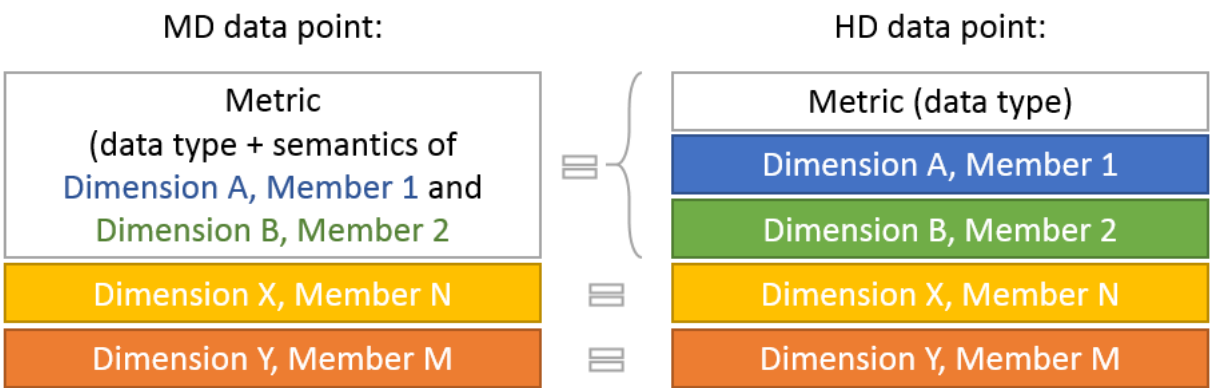 MD data point:
HD data point:
Metric
(data type + semantics of
Dimension A, Member 1 and
Dimension B, Member 2
Dimension X, Member N
Dimension Y, Member M
Metric (data type)
Dimension A, Member 1
Dimension B, Member 2
Dimension X, Member N
Dimension Y, Member M